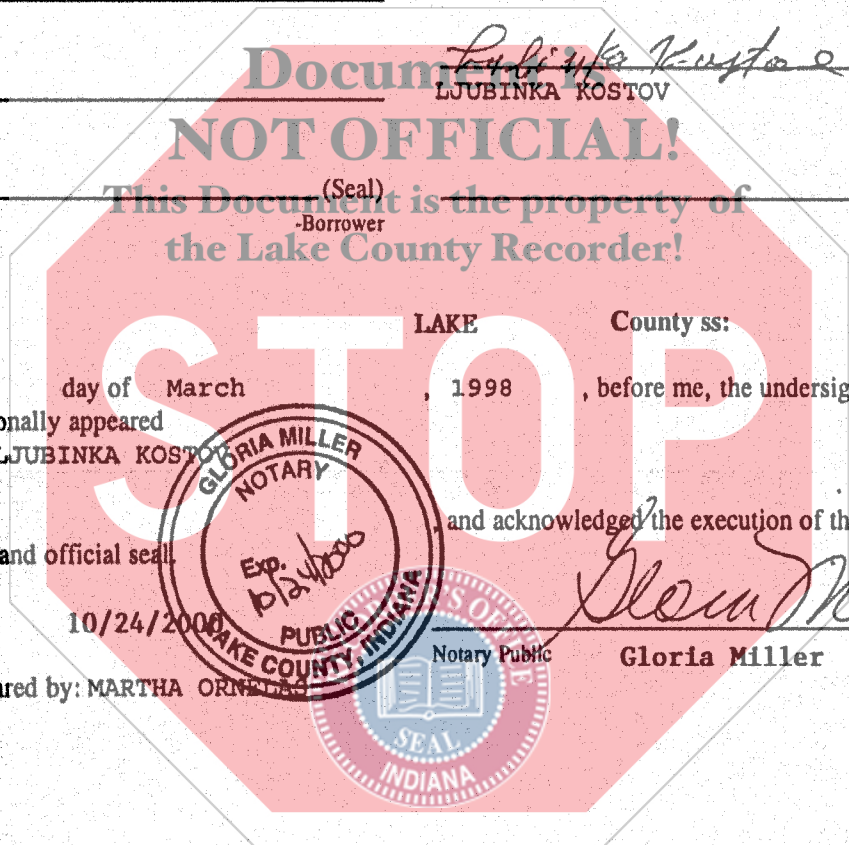 Ljubinka Kostov
Document is
LJUBINKA KOSTOV
NOT OFFICIAL!
(Seal)
This Document is the property of
-Borrower
the Lake County Recorder!
LAKE County ss:
STOP
day of March , 1998 , before me, the undersig
onally appeared
LJUBINKA KOSTOV
GLORIA MILLER
NOTARY
Exp.
10/24/2000
PUBLIC
LAKE COUNTY, INDIANA
, and acknowledged the execution of th
and official seal.
10/24/2000
Notary Public Gloria Miller
ared by: MARTHA ORNELAS
SEAL
INDIANA